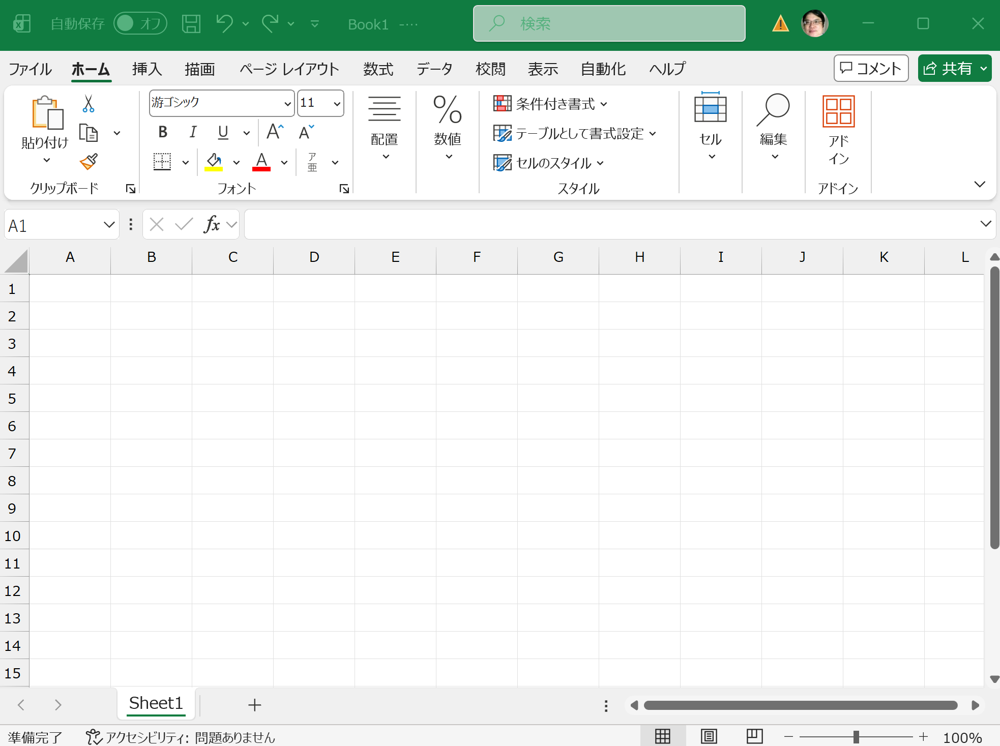 自動保存 オフ Book1 -… 検索
ファイル ホーム 挿入 描画 ページ レイアウト 数式 データ 校閲 表示 自動化 ヘルプ コメント 共有
貼り付け
クリップボード
游ゴシック 11
B I U A A
A ア亜
フォント
配置
数値
条件付き書式
テーブルとして書式設定
セルのスタイル
スタイル
セル
編集
アド
イン
アドイン
A1 fx
A B C D E F G H I J K L
1
2
3
4
5
6
7
8
9
10
11
12
13
14
15
Sheet1
準備完了 アクセシビリティ: 問題ありません 100%